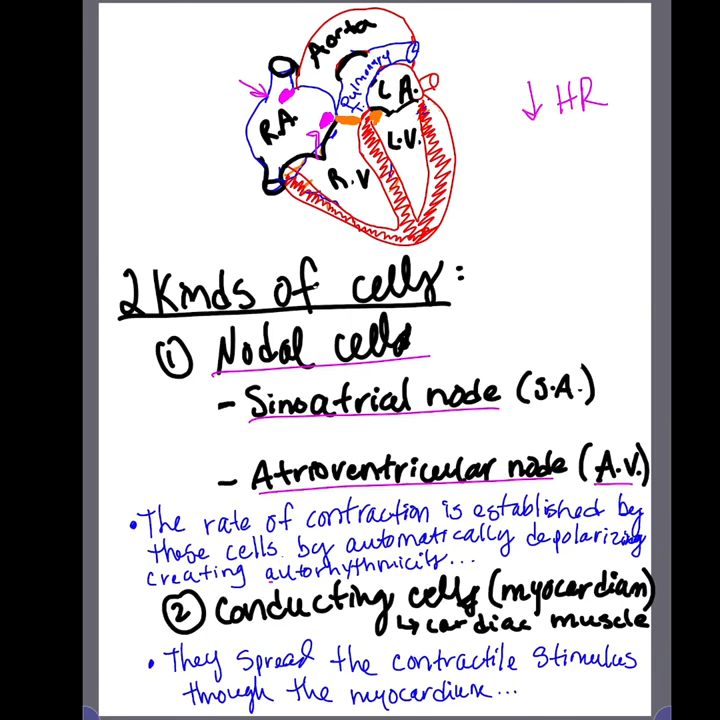 Aorta
Pulmonary
T.
L A.
↓ HR
R.A.
L.V.
R.V
2 Kinds of cells:
① Nodal cells
- Sinoatrial node (S.A.)
- Atrioventricular node (A.V.)
• The rate of contraction is established by
these cells by automatically depolarizing
creating autorhythmicity...
② Conducting cells (myocardian)
↳ cardiac muscle
• They spread the contractile stimulus
through the myocardium...